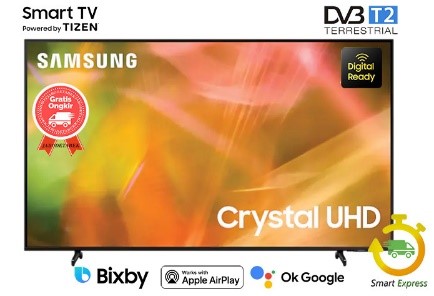 Smart TV
Powered by TIZEN
DVB T2
TERRESTRIAL
SAMSUNG
Digital
Ready
Gratis
Ongkir
JABODETABEK
Crystal UHD
Bixby
Works with
Apple AirPlay
Ok Google
Smart Express